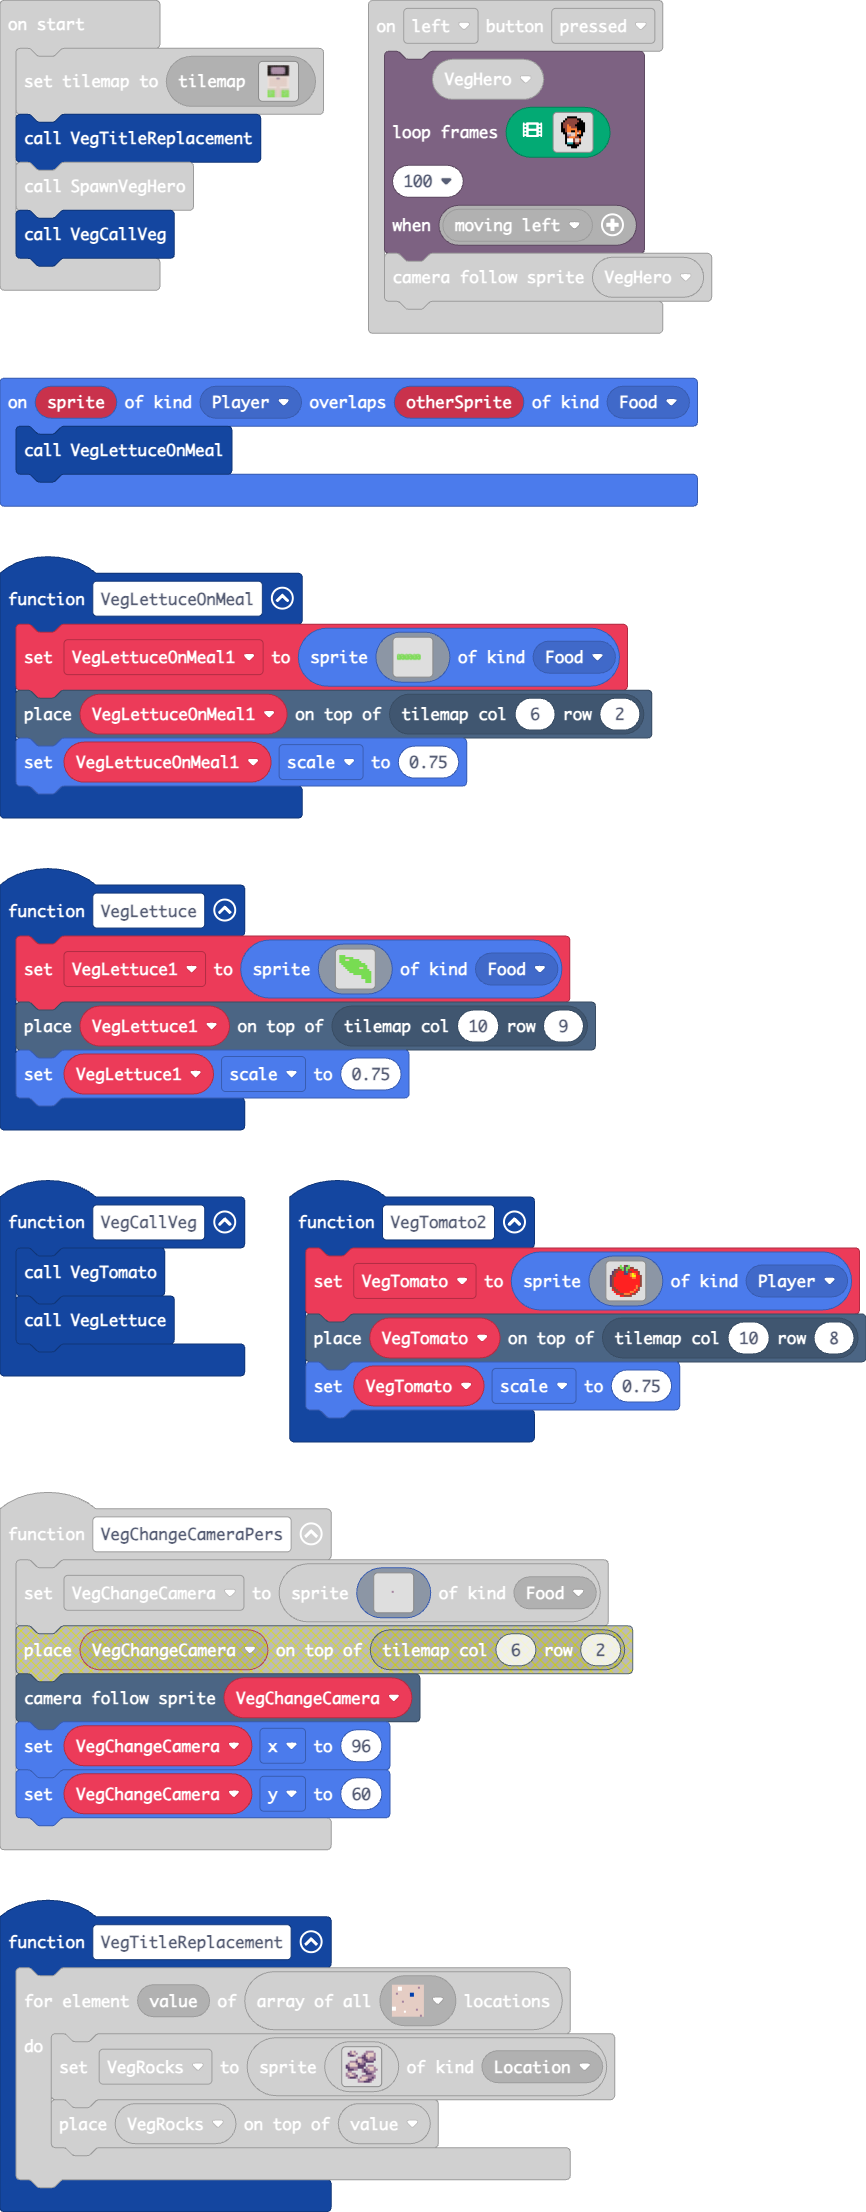 on start
set tilemap to tilemap
call VegTitleReplacement
call SpawnVegHero
call VegCallVeg
on left button pressed
VegHero
loop frames
100
when moving left
camera follow sprite VegHero
on sprite of kind Player overlaps otherSprite of kind Food
call VegLettuceOnMeal
function VegLettuceOnMeal
set VegLettuceOnMeal1 to sprite of kind Food
place VegLettuceOnMeal1 on top of tilemap col 6 row 2
set VegLettuceOnMeal1 scale to 0.75
function VegLettuce
set VegLettuce1 to sprite of kind Food
place VegLettuce1 on top of tilemap col 10 row 9
set VegLettuce1 scale to 0.75
function VegCallVeg
call VegTomato
call VegLettuce
function VegTomato2
set VegTomato to sprite of kind Player
place VegTomato on top of tilemap col 10 row 8
set VegTomato scale to 0.75
function VegChangeCameraPers
set VegChangeCamera to sprite of kind Food
place VegChangeCamera on top of tilemap col 6 row 2
camera follow sprite VegChangeCamera
set VegChangeCamera x to 96
set VegChangeCamera y to 60
function VegTitleReplacement
for element value of array of all locations
do
set VegRocks to sprite of kind Location
place VegRocks on top of value